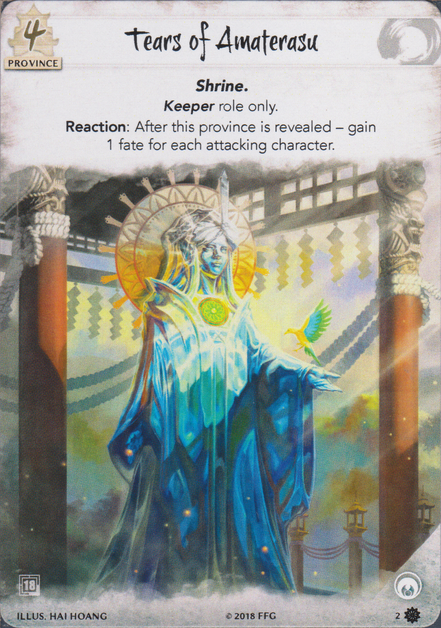 4
PROVINCE
Tears of Amaterasu
Shrine.
Keeper role only.
Reaction: After this province is revealed – gain
1 fate for each attacking character.
18
ILLUS. HAI HOANG
© 2018 FFG
2